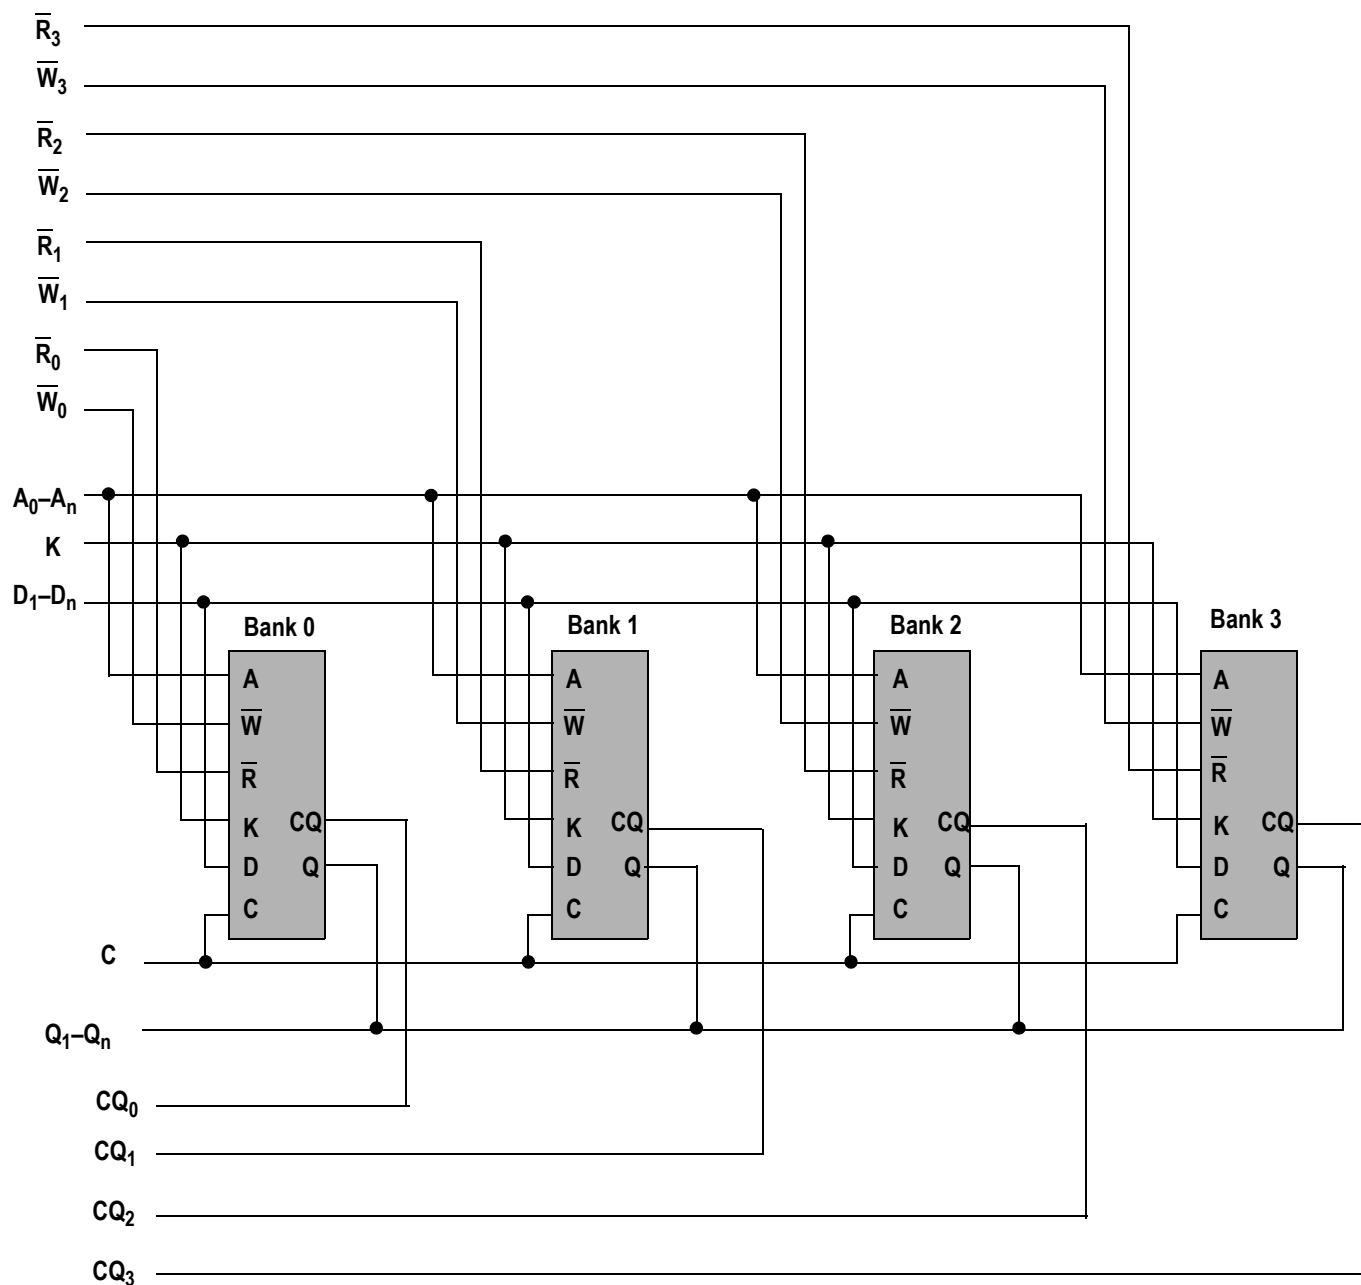 R̅₃
W̅₃
R̅₂
W̅₂
R̅₁
W̅₁
R̅₀
W̅₀
A₀–Aₙ
K
D₁–Dₙ
Bank 0
A
W̅
R̅
K
D
C
CQ
Q
Bank 1
A
W̅
R̅
K
D
C
CQ
Q
Bank 2
A
W̅
R̅
K
D
C
CQ
Q
Bank 3
A
W̅
R̅
K
D
C
CQ
Q
C
Q₁–Qₙ
CQ₀
CQ₁
CQ₂
CQ₃